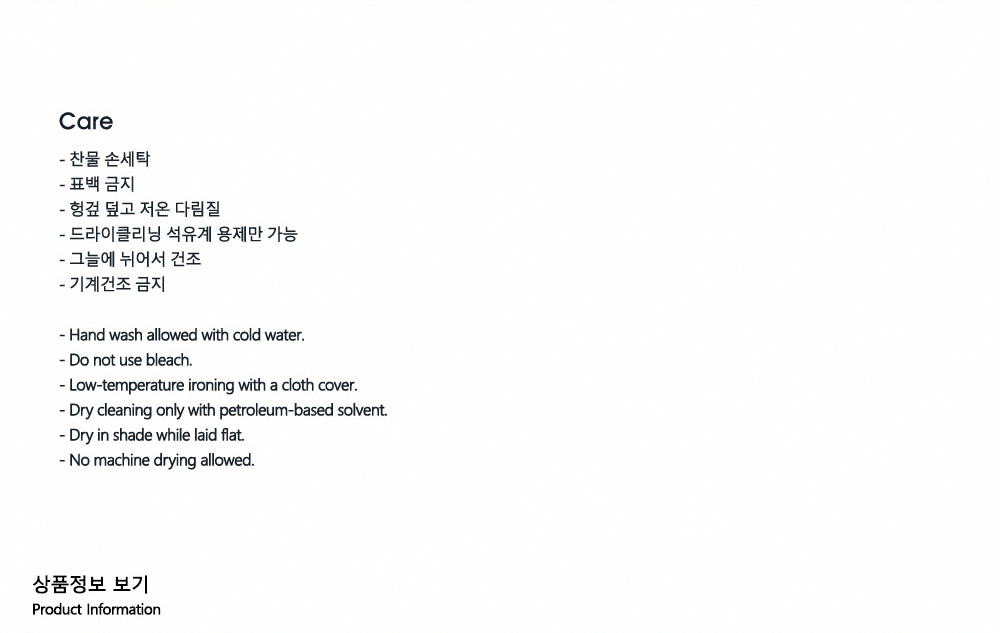 Care
- 찬물 손세탁
- 표백 금지
- 헝겊 덮고 저온 다림질
- 드라이클리닝 석유계 용제만 가능
- 그늘에 뉘어서 건조
- 기계건조 금지
- Hand wash allowed with cold water.
- Do not use bleach.
- Low-temperature ironing with a cloth cover.
- Dry cleaning only with petroleum-based solvent.
- Dry in shade while laid flat.
- No machine drying allowed.
상품정보 보기
Product Information